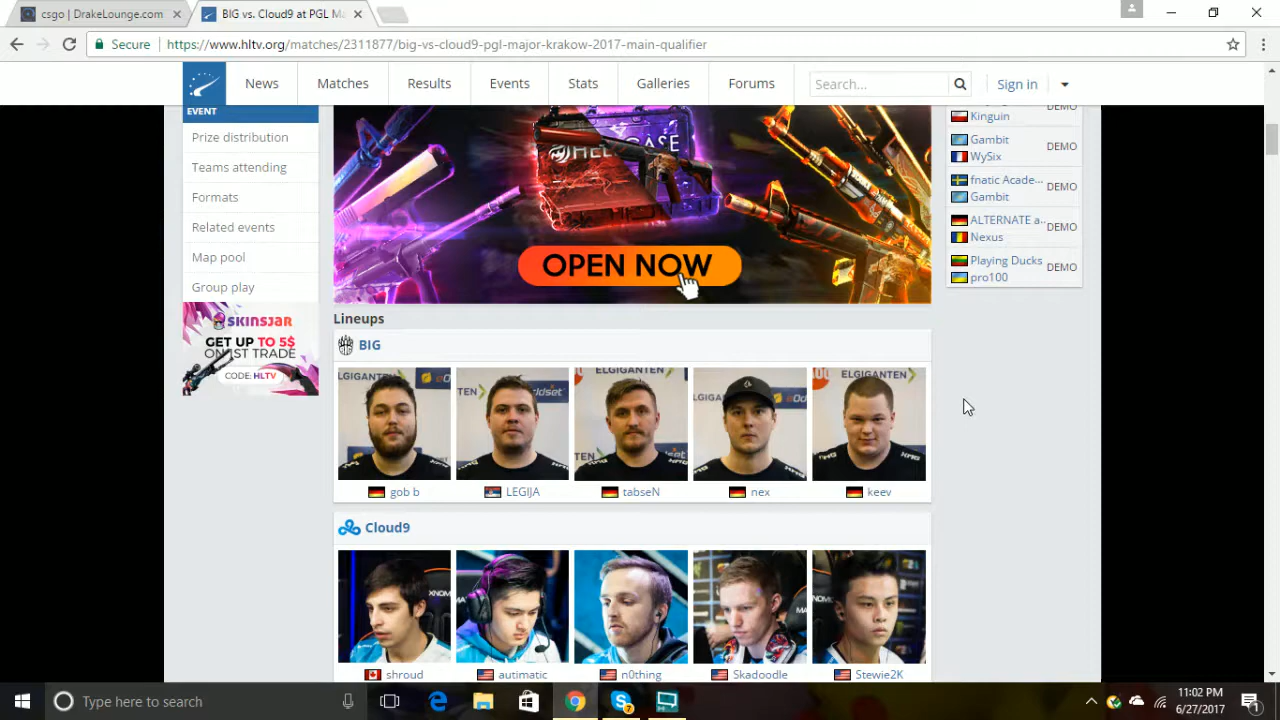 csgo | DrakeLounge.com
BIG vs. Cloud9 at PGL Ma
Secure
https://www.hltv.org/matches/2311877/big-vs-cloud9-pgl-major-krakow-2017-main-qualifier
News
Matches
Results
Events
Stats
Galleries
Forums
Search...
Sign in
EVENT
Prize distribution
Teams attending
Formats
Related events
Map pool
Group play
SKINSJAR
GET UP TO 5$
ON 1ST TRADE
CODE: HLTV
CASE
OPEN NOW
Kinguin
DEMO
Gambit
WySix
DEMO
fnatic Acade...
Gambit
DEMO
ALTERNATE a...
Nexus
DEMO
Playing Ducks
pro100
DEMO
Lineups
BIG
gob b
LEGIJA
tabseN
nex
keev
Cloud9
shroud
autimatic
n0thing
Skadoodle
Stewie2K
Type here to search
11:02 PM
6/27/2017